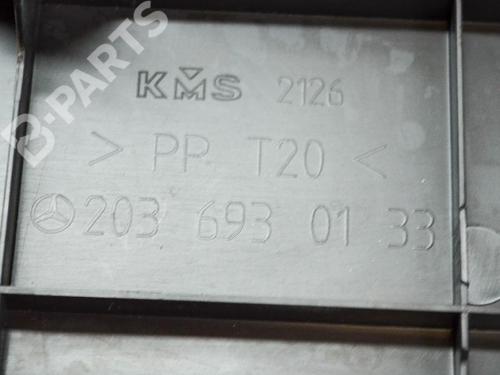 B-PARTS
KMS 2126
> PP T20 <
203 693 01 33